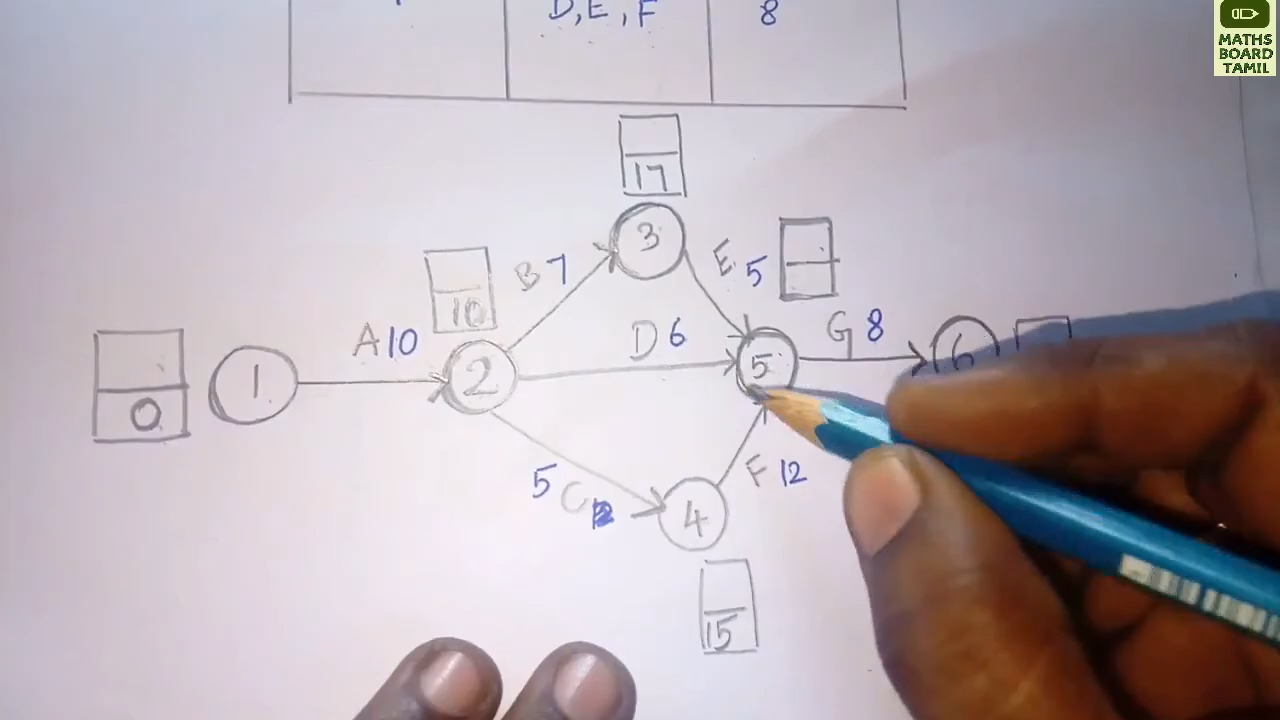 D, E, F 8
MATHS
BOARD
TAMIL
17
3
B 7
E 5
10
A 10
D 6
G 8
0
1
2
5
6
5 C
F 12
4
15